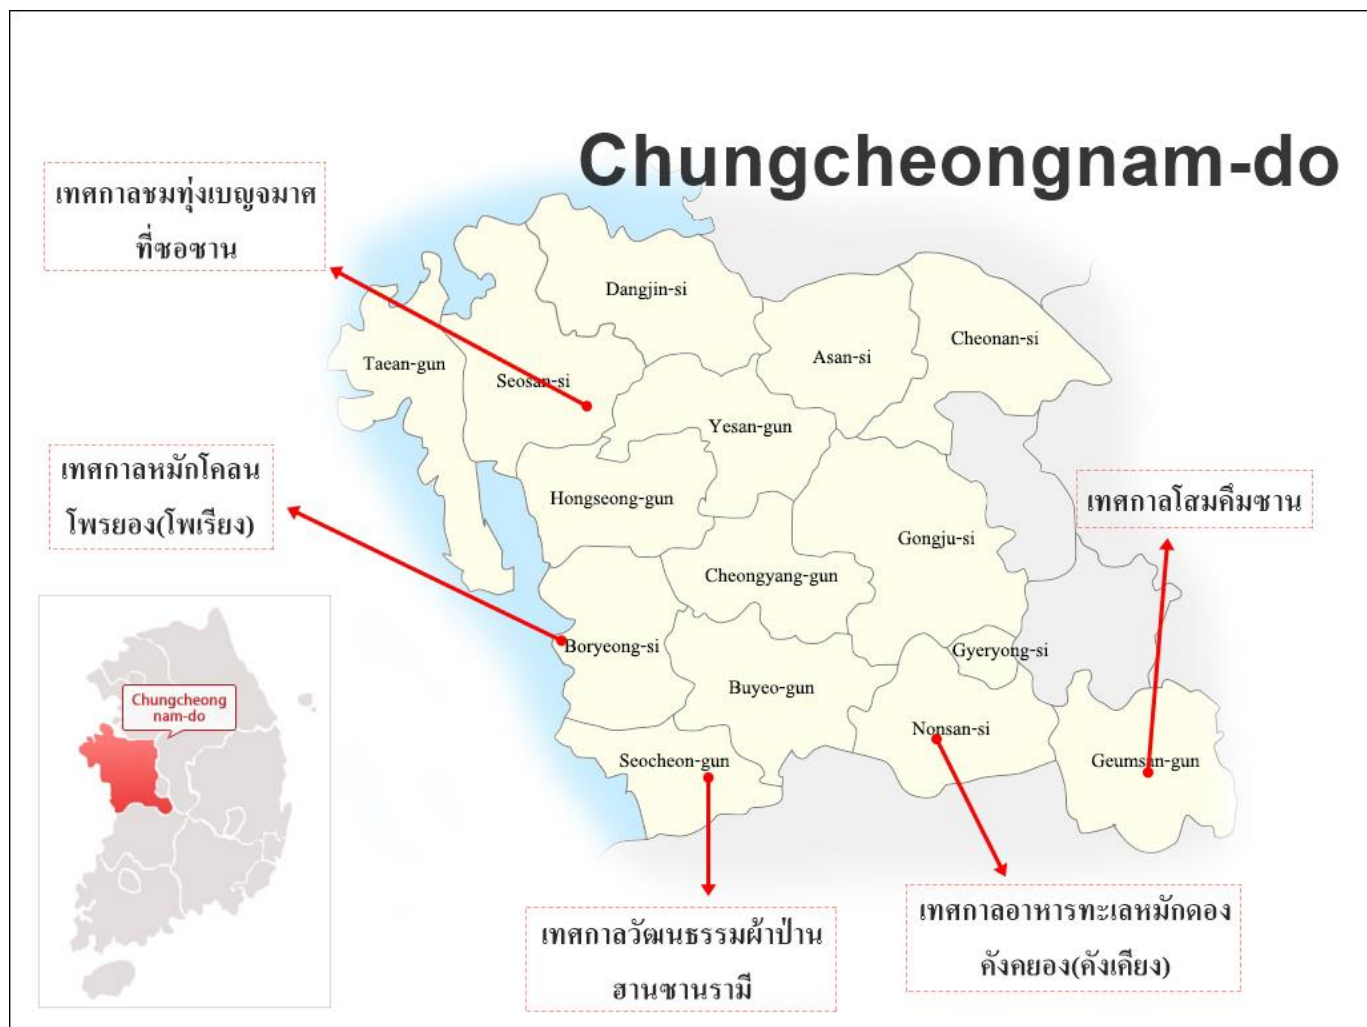 Chungcheongnam-do
เทศกาลชมทุ่งเบญจมาศ
ที่ซอซาน
Dangjin-si
Cheonan-si
Asan-si
Taean-gun
Seosan-si
Yesan-gun
เทศกาลหมักโคลน
โพรยอง(โพเรียง)
Hongseong-gun
เทศกาลโสมคึมซาน
Gongju-si
Cheongyang-gun
Boryeong-si
Gyeryong-si
Buyeo-gun
Chungcheong
nam-do
Nonsan-si
Seocheon-gun
Geumsan-gun
เทศกาลวัฒนธรรมผ้าป่าน
ฮานซานรามี
เทศกาลอาหารทะเลหมักดอง
คังคยอง(คังเคียง)